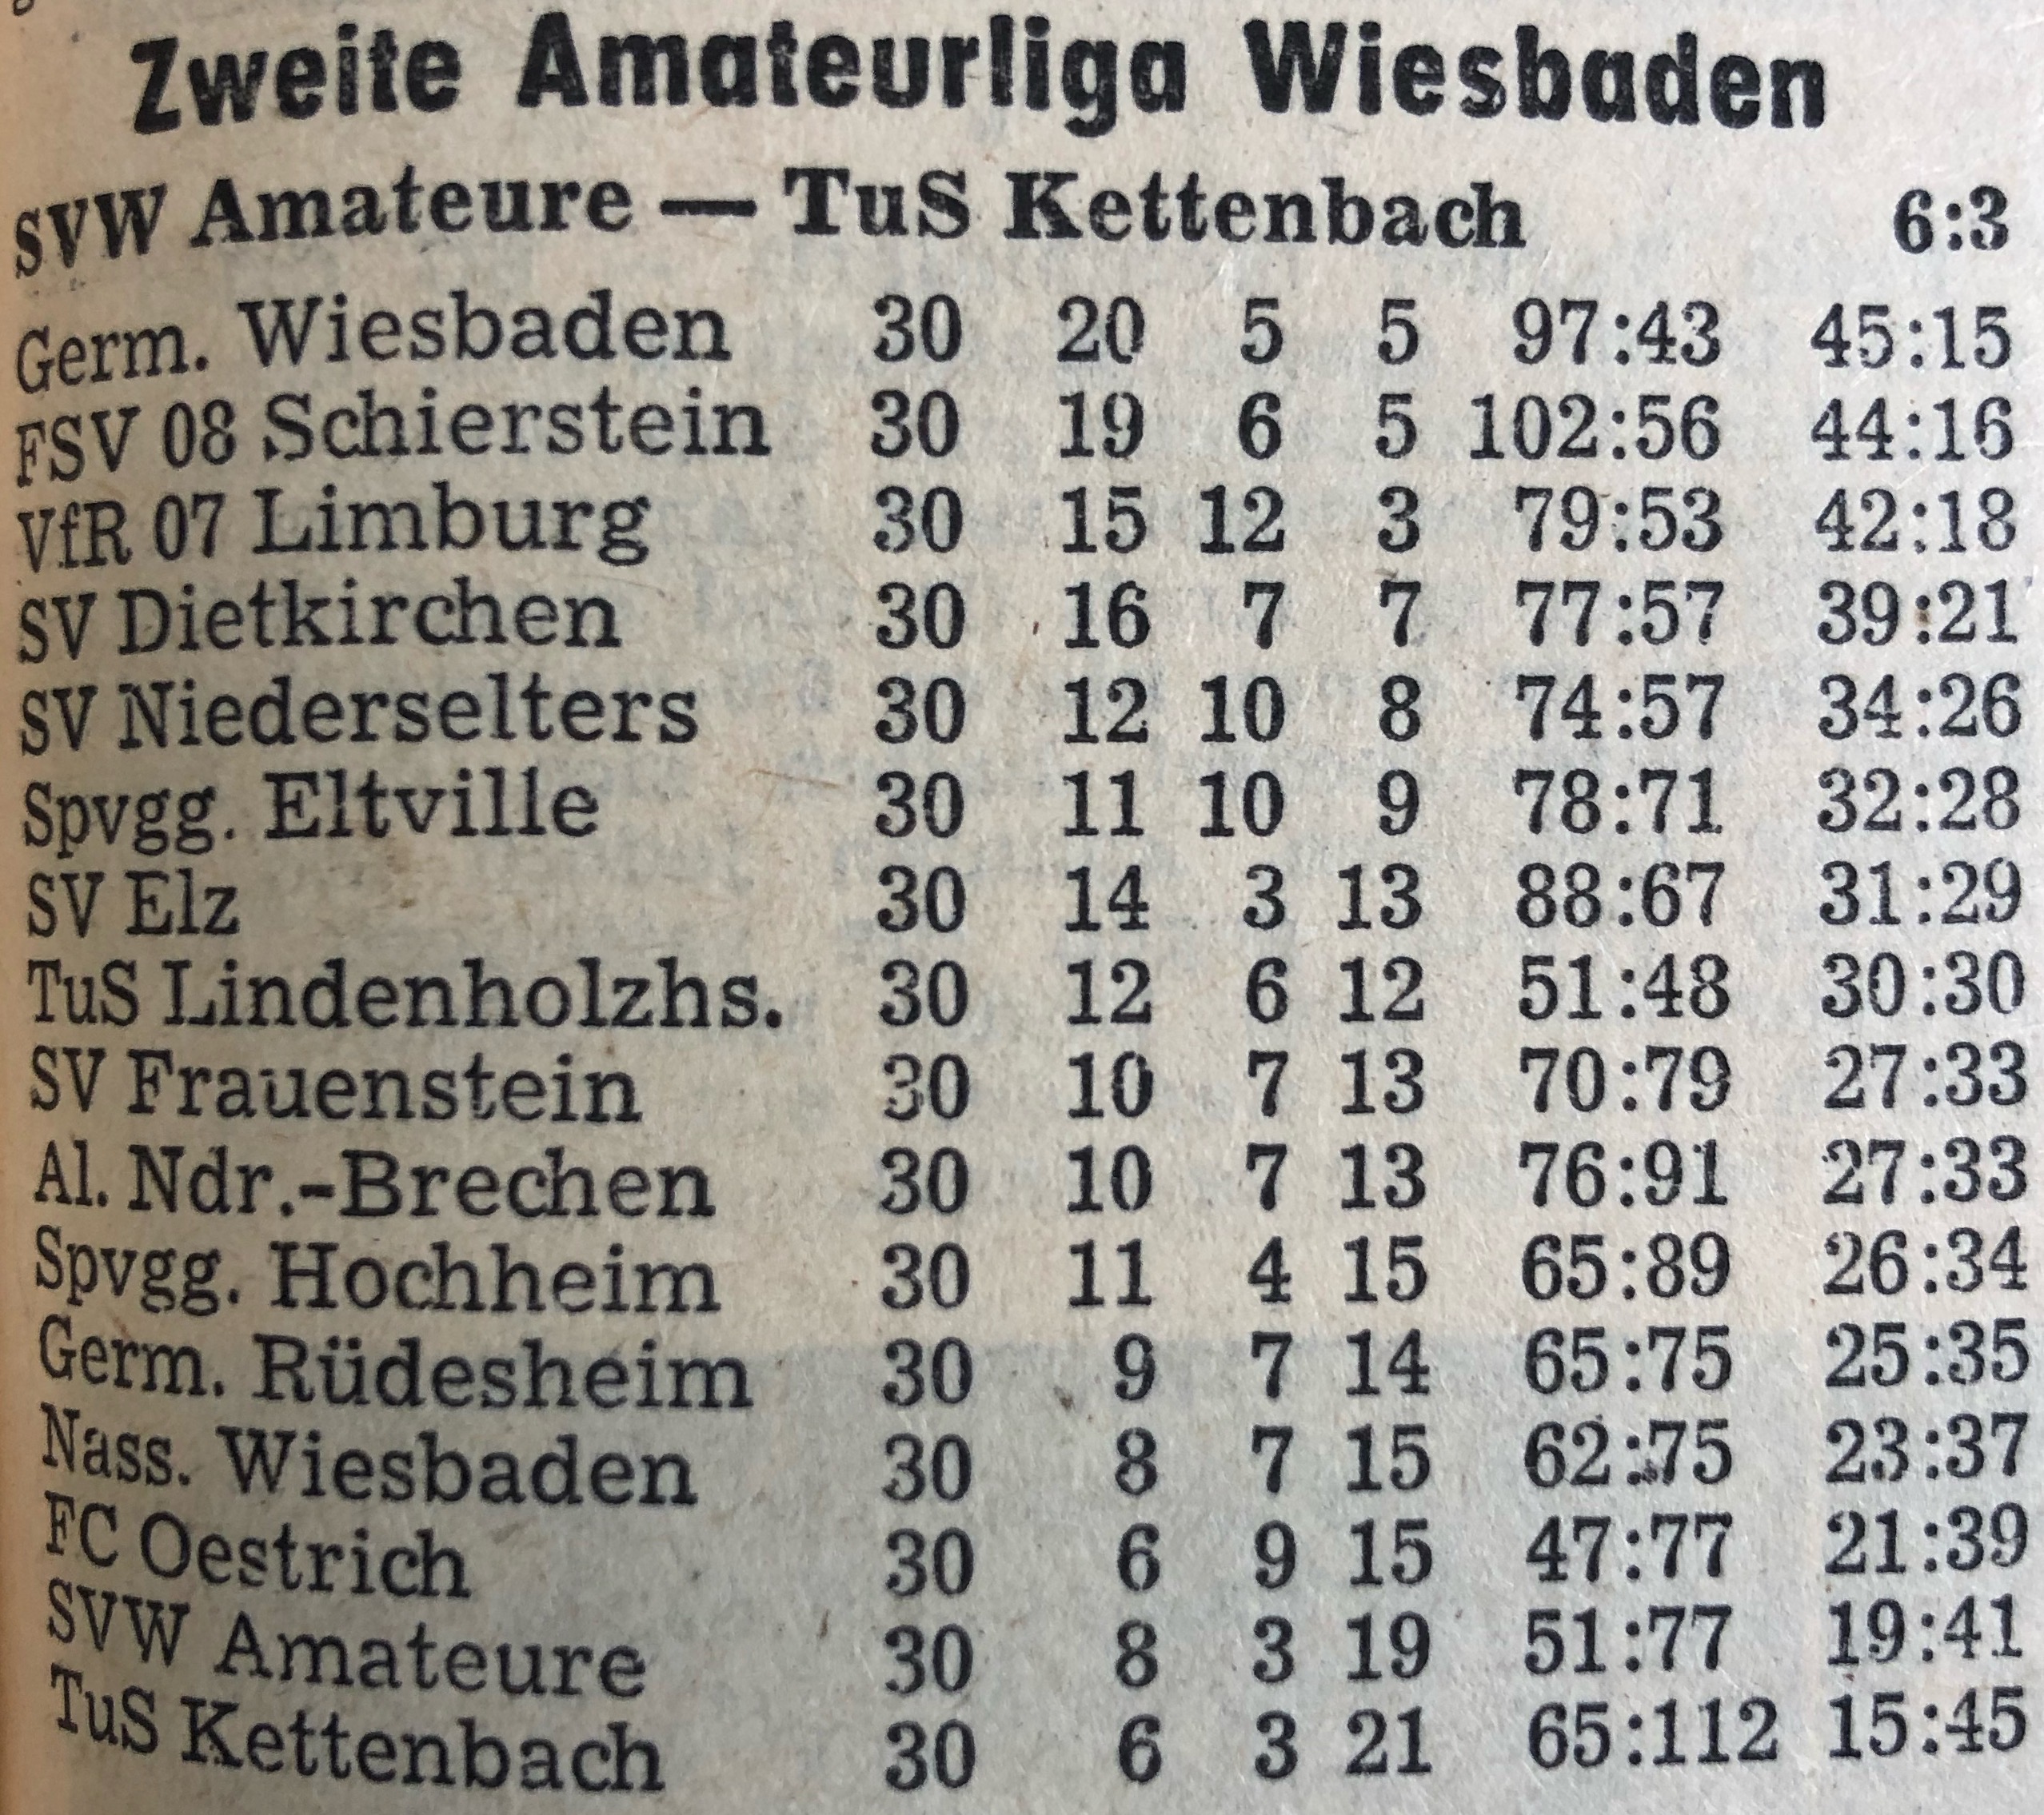 Zweite Amateurliga Wiesbaden
SVW Amateure — TuS Kettenbach 6:3
Germ. Wiesbaden 30 20 5 5 97:43 45:15
FSV 08 Schierstein 30 19 6 5 102:56 44:16
VfR 07 Limburg 30 15 12 3 79:53 42:18
SV Dietkirchen 30 16 7 7 77:57 39:21
SV Niederselters 30 12 10 8 74:57 34:26
Spvgg. Eltville 30 11 10 9 78:71 32:28
SV Elz 30 14 3 13 88:67 31:29
TuS Lindenholzhs. 30 12 6 12 51:48 30:30
SV Frauenstein 30 10 7 13 70:79 27:33
Al. Ndr.-Brechen 30 10 7 13 76:91 27:33
Spvgg. Hochheim 30 11 4 15 65:89 26:34
Germ. Rüdesheim 30 9 7 14 65:75 25:35
Nass. Wiesbaden 30 8 7 15 62:75 23:37
FC Oestrich 30 6 9 15 47:77 21:39
SVW Amateure 30 8 3 19 51:77 19:41
TuS Kettenbach 30 6 3 21 65:112 15:45